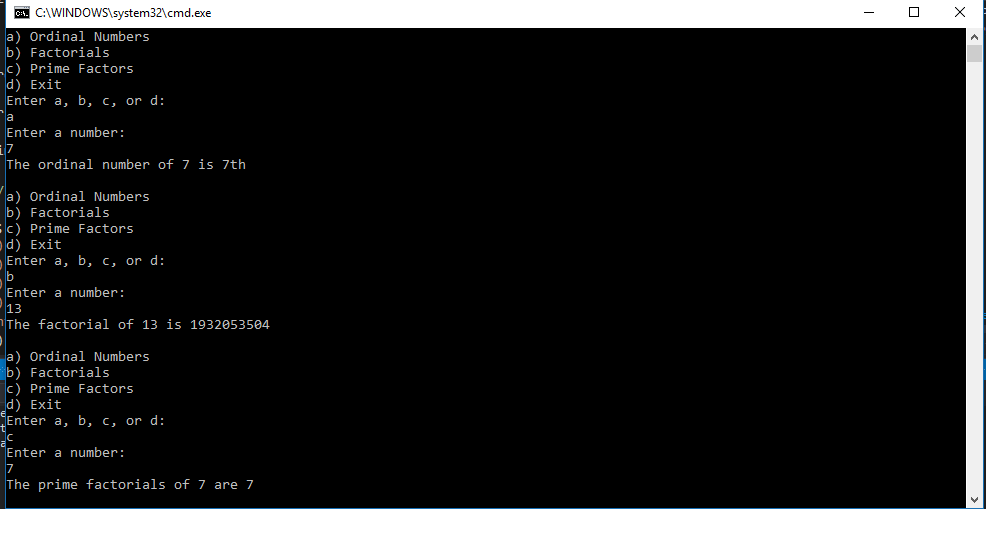 C:\WINDOWS\system32\cmd.exe
a) Ordinal Numbers
b) Factorials
c) Prime Factors
d) Exit
Enter a, b, c, or d:
a
Enter a number:
7
The ordinal number of 7 is 7th
a) Ordinal Numbers
b) Factorials
c) Prime Factors
d) Exit
Enter a, b, c, or d:
b
Enter a number:
13
The factorial of 13 is 1932053504
a) Ordinal Numbers
b) Factorials
c) Prime Factors
d) Exit
Enter a, b, c, or d:
c
Enter a number:
7
The prime factorials of 7 are 7